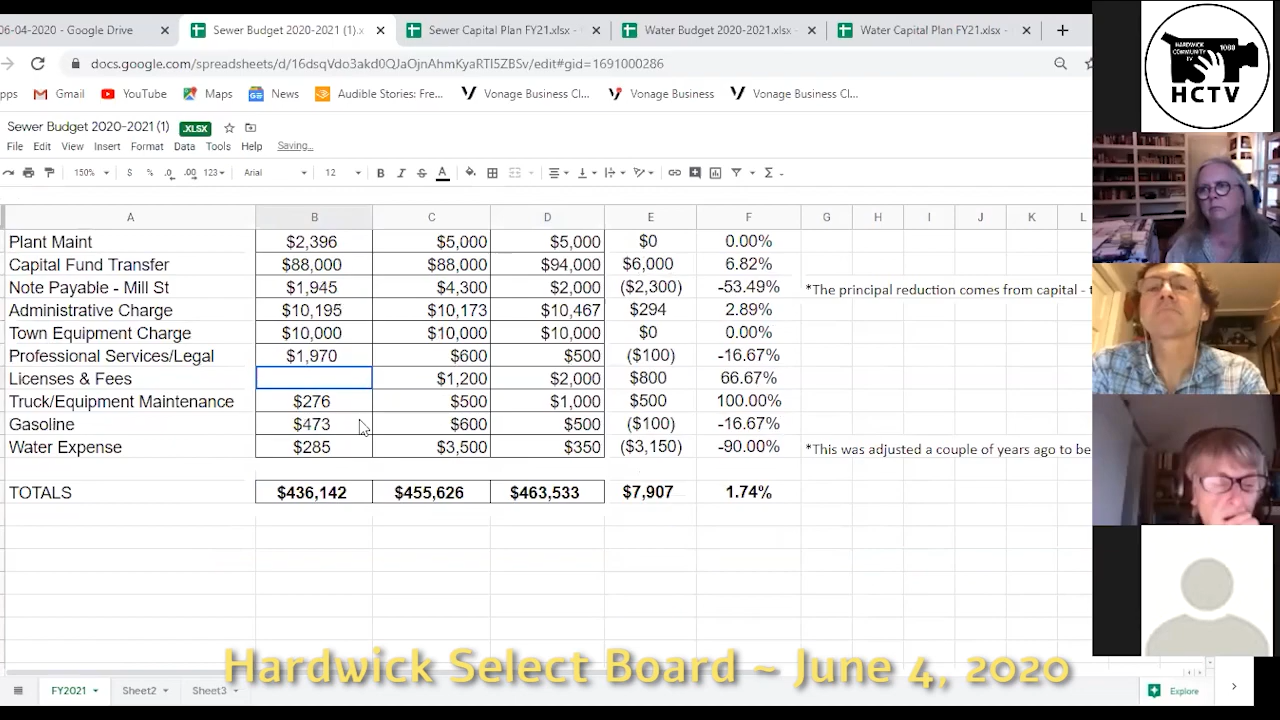 06-04-2020 - Google Drive × Sewer Budget 2020-2021 (1).x × Sewer Capital Plan FY21.xlsx - × Water Budget 2020-2021.xlsx - × Water Capital Plan FY21.xlsx - × +
docs.google.com/spreadsheets/d/16dsqVdo3akd0QJaOjnAhmKy
edit#gid=1691000286
pps Gmail YouTube Maps News Audible Stories: Fre... Vonage Business Cl... Vonage Business Vonage Business Cl...
Sewer Budget 2020-2021 (1) .XLSX
File Edit View Insert Format Data Tools Help Saving...
150% $ % .0 .00 123 Arial 12 B I S A Σ
A B C D E F G H I J K L
Plant Maint $2,396 $5,000 $5,000 $0 0.00%
Capital Fund Transfer $88,000 $88,000 $94,000 $6,000 6.82%
Note Payable - Mill St $1,945 $4,300 $2,000 ($2,300) -53.49% *The principal reduction comes from capital - t
Administrative Charge $10,195 $10,173 $10,467 $294 2.89%
Town Equipment Charge $10,000 $10,000 $10,000 $0 0.00%
Professional Services/Legal $1,970 $600 $500 ($100) -16.67%
Licenses & Fees $1,200 $2,000 $800 66.67%
Truck/Equipment Maintenance $276 $500 $1,000 $500 100.00%
Gasoline $473 $600 $500 ($100) -16.67%
Water Expense $285 $3,500 $350 ($3,150) -90.00% *This was adjusted a couple of years ago to be
TOTALS $436,142 $455,626 $463,533 $7,907 1.74%
Hardwick Select Board ~ June 4, 2020
FY2021 Sheet2 Sheet3 Explore
HARDWICK
COMMUNITY
TV
1080
HCTV